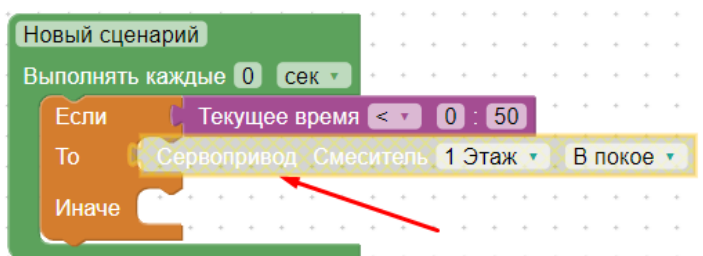 Новый сценарий
Выполнять каждые 0 сек
Если Текущее время < 0 : 50
То Сервопривод Смеситель 1 Этаж В покое
Иначе